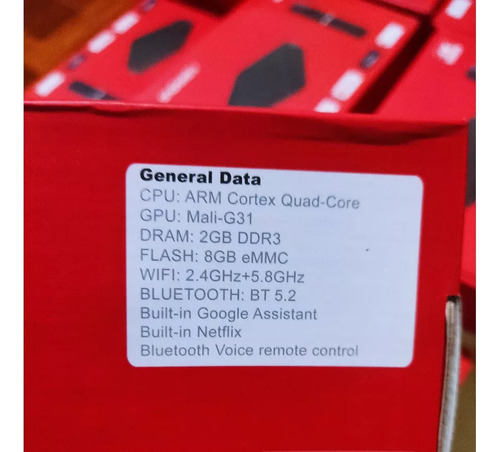 General Data
CPU: ARM Cortex Quad-Core
GPU: Mali-G31
DRAM: 2GB DDR3
FLASH: 8GB eMMC
WIFI: 2.4GHz+5.8GHz
BLUETOOTH: BT 5.2
Built-in Google Assistant
Built-in Netflix
Bluetooth Voice remote control